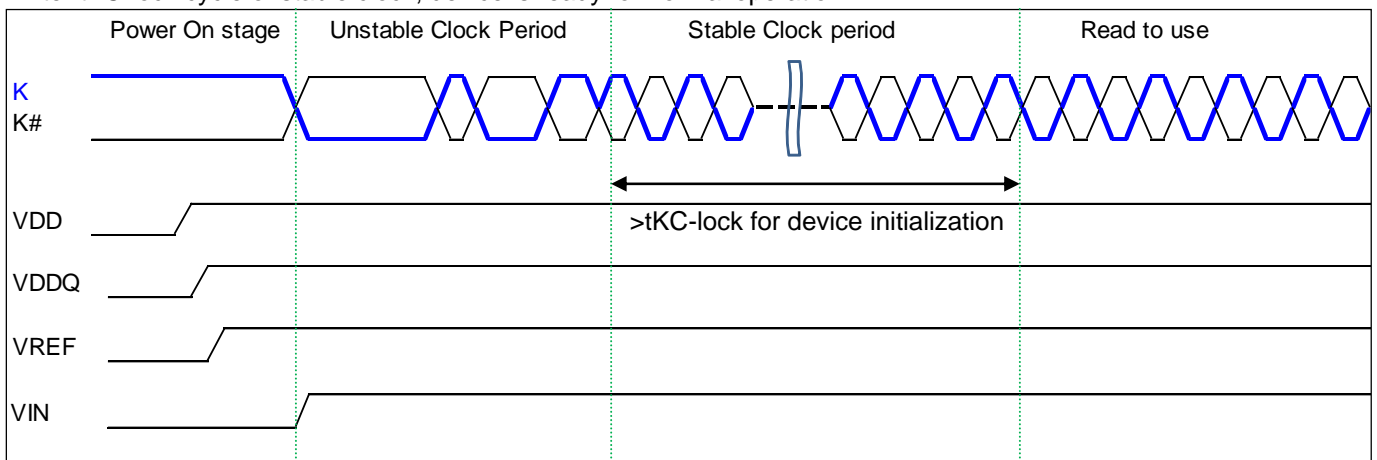 Power On stage Unstable Clock Period Stable Clock period Read to use
K
K#
VDD
>tKC-lock for device initialization
VDDQ
VREF
VIN